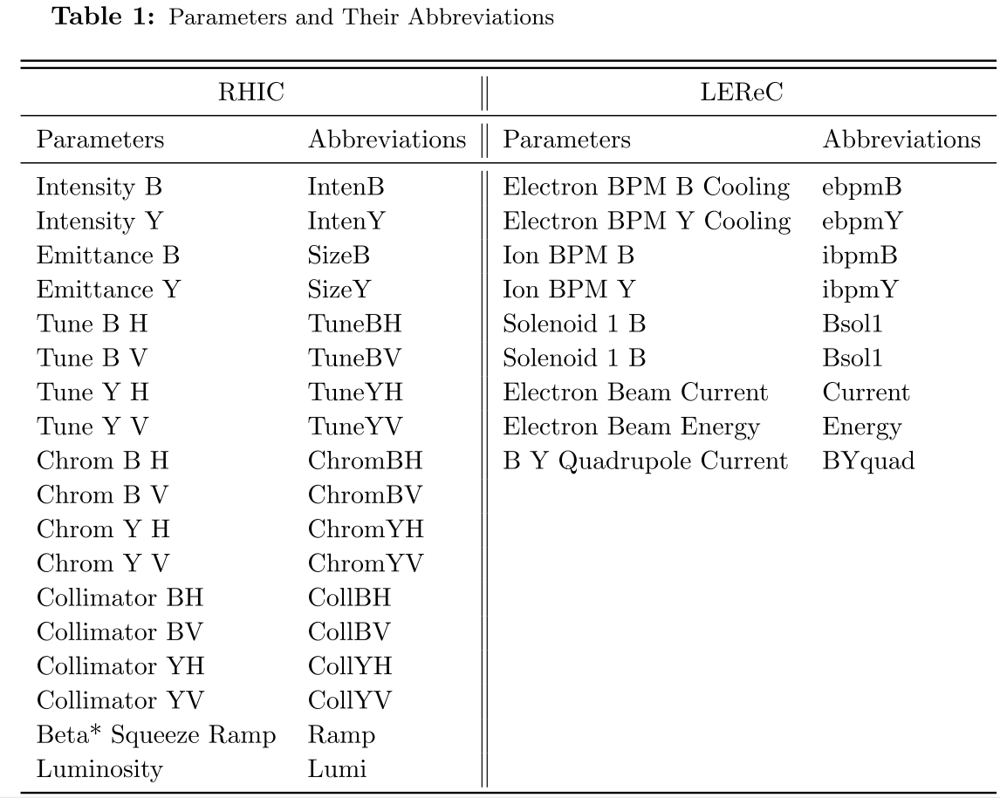 Table 1: Parameters and Their Abbreviations
RHIC LEReC
Parameters Abbreviations Parameters Abbreviations
Intensity B IntenB Electron BPM B Cooling ebpmB
Intensity Y IntenY Electron BPM Y Cooling ebpmY
Emittance B SizeB Ion BPM B ibpmB
Emittance Y SizeY Ion BPM Y ibpmY
Tune B H TuneBH Solenoid 1 B Bsol1
Tune B V TuneBV Solenoid 1 B Bsol1
Tune Y H TuneYH Electron Beam Current Current
Tune Y V TuneYV Electron Beam Energy Energy
Chrom B H ChromBH B Y Quadrupole Current BYquad
Chrom B V ChromBV
Chrom Y H ChromYH
Chrom Y V ChromYV
Collimator BH CollBH
Collimator BV CollBV
Collimator YH CollYH
Collimator YV CollYV
Beta* Squeeze Ramp Ramp
Luminosity Lumi